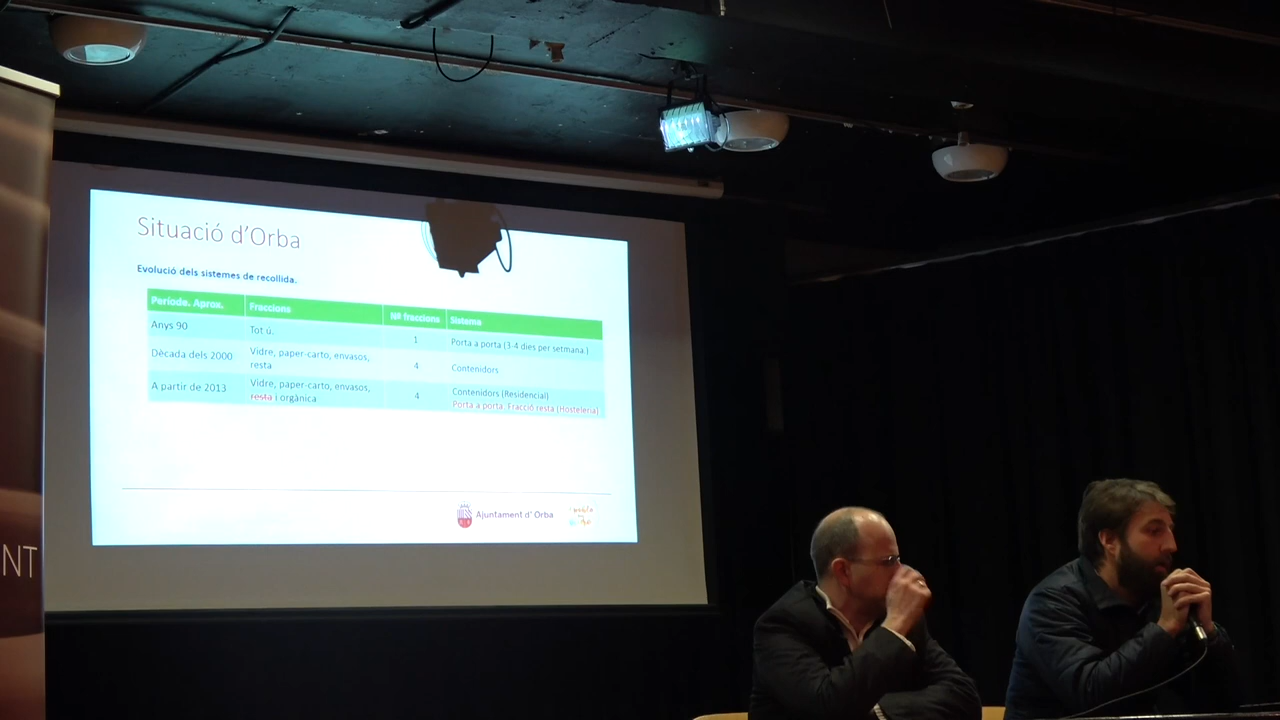 Situació d'Orba
Evolució dels sistemes de recollida.
Període. Aprox. Fraccions Nº fraccions Sistema
Anys 90 Tot ú. 1 Porta a porta (3-4 dies per setmana.)
Dècada dels 2000 Vidre, paper-carto, envasos, 4 Contenidors
resta
A partir de 2013 Vidre, paper-carto, envasos, 4 Contenidors (Residencial)
resta i orgànica Porta a porta. Fracció resta (Hosteleria)
Ajuntament d' Orba
NT